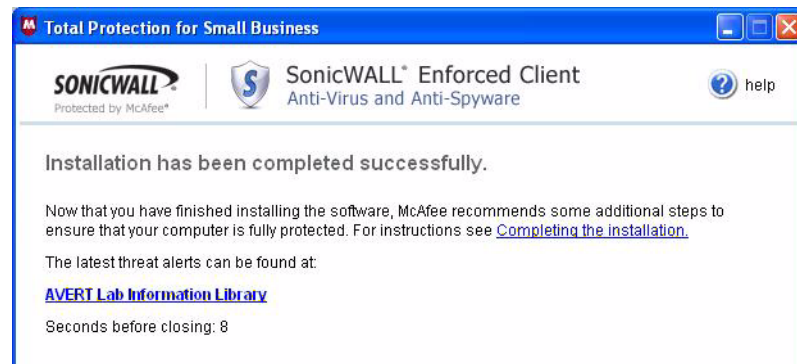 Total Protection for Small Business
SONICWALL
Protected by McAfee*
SonicWALL® Enforced Client
Anti-Virus and Anti-Spyware
help
Installation has been completed successfully.
Now that you have finished installing the software, McAfee recommends some additional steps to
ensure that your computer is fully protected. For instructions see Completing the installation.
The latest threat alerts can be found at:
AVERT Lab Information Library
Seconds before closing: 8